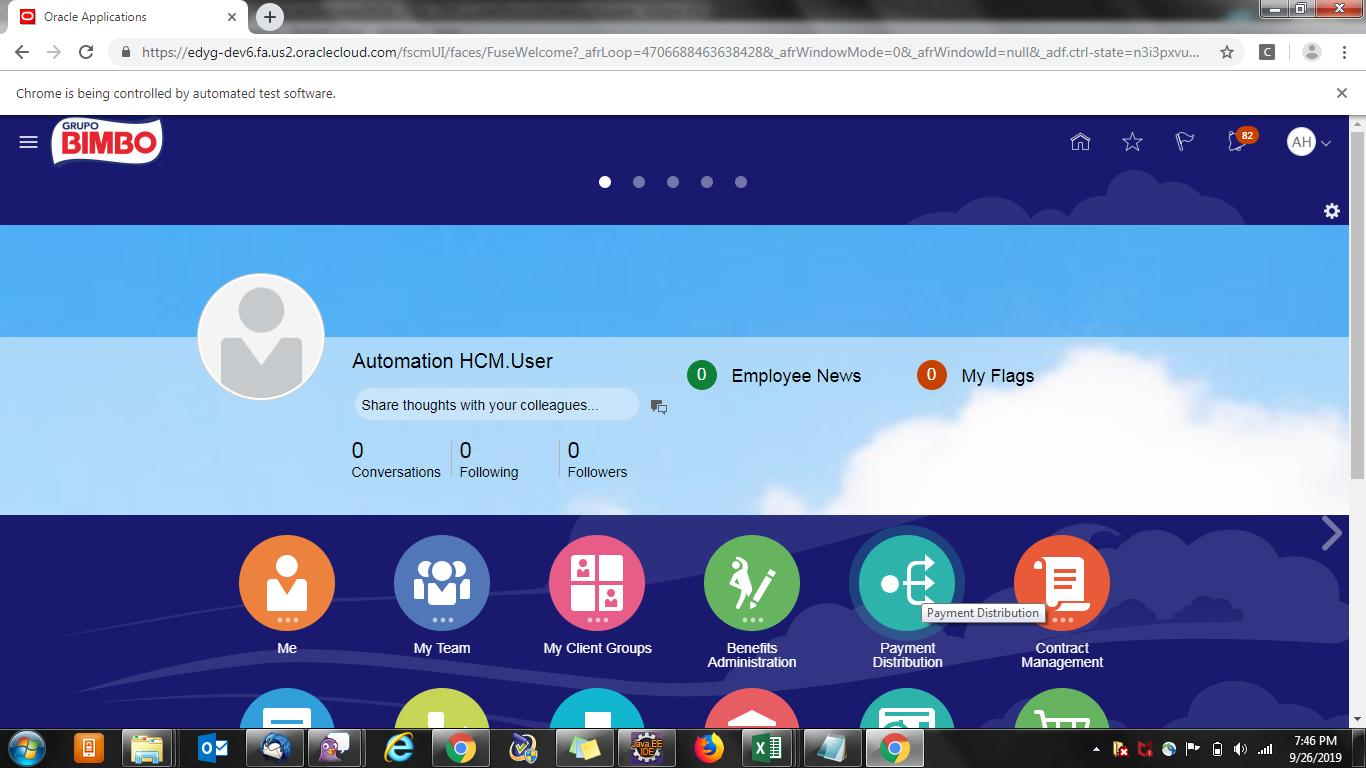 Oracle Applications
https://edyg-dev6.fa.us2.oraclecloud.com/fscmUI/faces/FuseWelcome?_afrLoop=4706688463638428&_afrWindowMode=0&_afrWindowId=null&_adf.ctrl-state=n3i3pxvu...
C
Chrome is being controlled by automated test software.
GRUPO
BIMBO
82
AH
Automation HCM.User
0 Employee News
0 My Flags
Share thoughts with your colleagues...
0
0
0
Conversations
Following
Followers
Payment Distribution
Me
My Team
My Client Groups
Benefits
Administration
Payment
Distribution
Contract
Management
Java EE
IDE
7:46 PM
9/26/2019